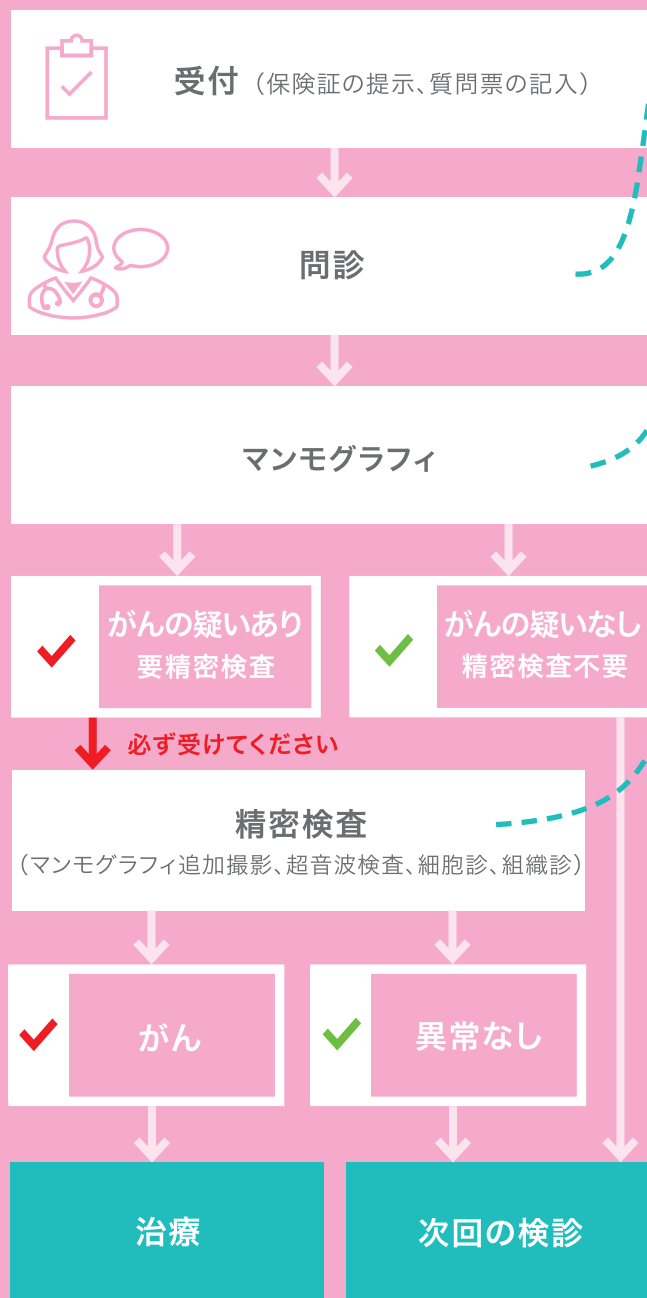 受付（保険証の提示、質問票の記入）
問診
マンモグラフィ
がんの疑いあり
要精密検査
がんの疑いなし
精密検査不要
必ず受けてください
精密検査
（マンモグラフィ追加撮影、超音波検査、細胞診、組織診）
がん
異常なし
治療
次回の検診